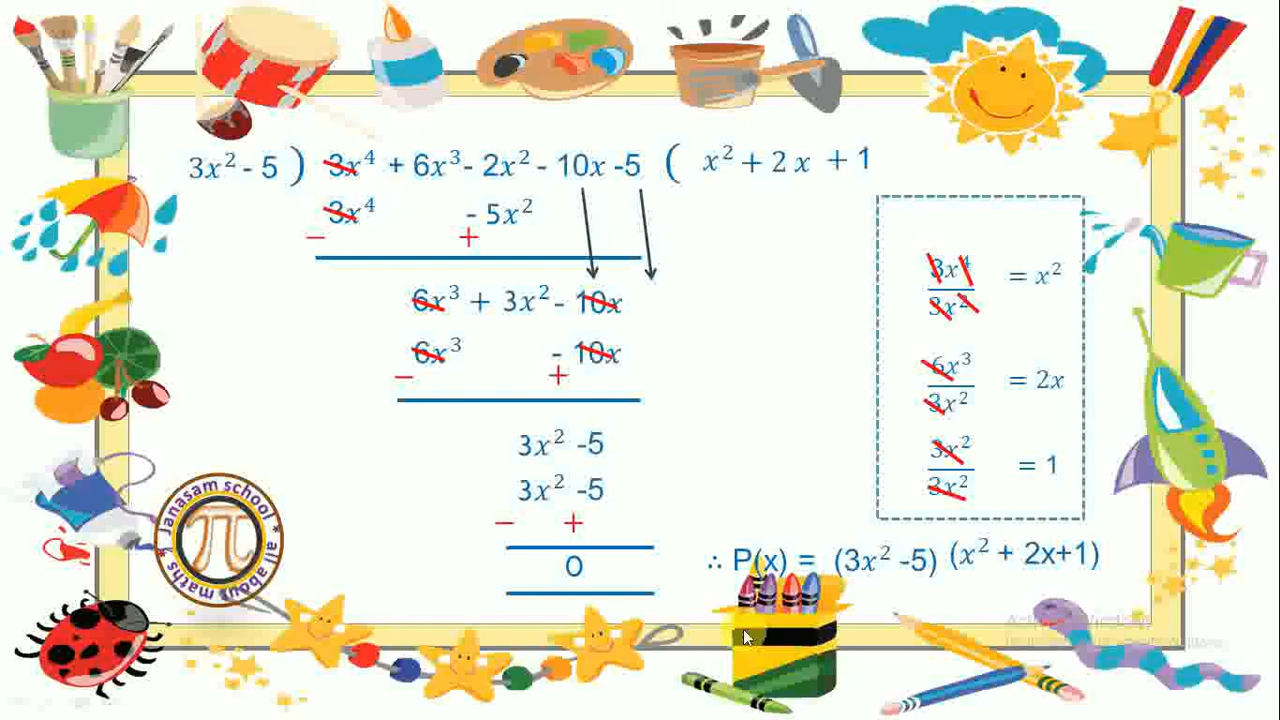 3x² - 5 ) 3x⁴ + 6x³- 2x² - 10x -5 ( x² + 2 x + 1
3x⁴ - 5x²
− +
6x³ + 3x² - 10x
6x³ - 10x
− +
3x² -5
3x² -5
− +
0
3x⁴/3x² = x²
6x³/3x² = 2x
3x²/3x² = 1
∴ P(x) = (3x² -5) (x² + 2x+1)
Janasam school * all about maths *
π